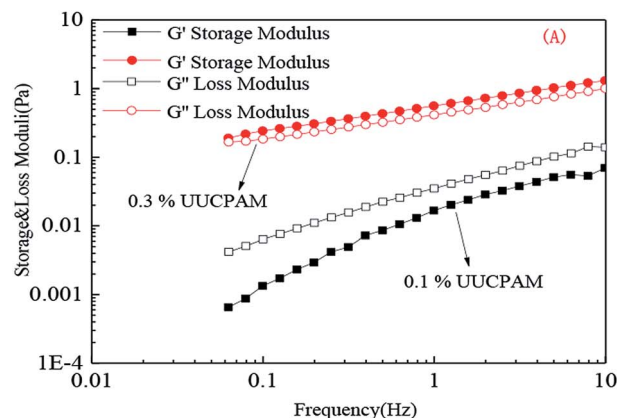 10
1
0.1
0.01
0.001
1E-4
Storage&Loss Moduli(Pa)
G' Storage Modulus
G' Storage Modulus
G" Loss Modulus
G" Loss Modulus
(A)
0.3 % UUCPAM
0.1 % UUCPAM
0.01
0.1
1
10
Frequency(Hz)